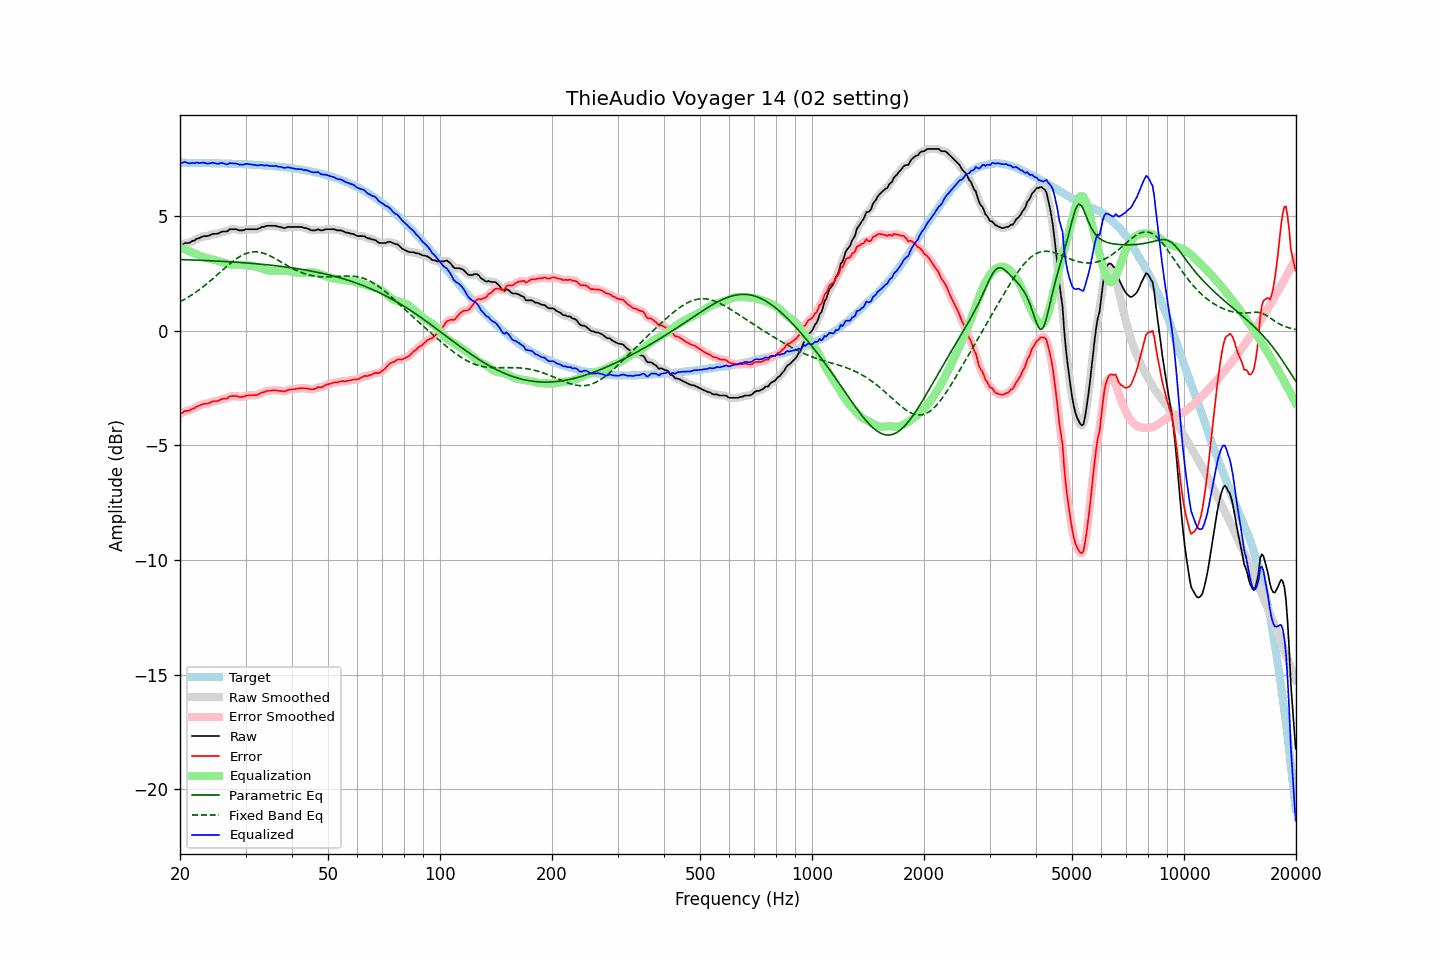 ThieAudio Voyager 14 (02 setting)
Amplitude (dBr)
5
0
−5
−10
−15
−20
Target
Raw Smoothed
Error Smoothed
Raw
Error
Equalization
Parametric Eq
Fixed Band Eq
Equalized
20 50 100 200 500 1000 2000 5000 10000 20000
Frequency (Hz)